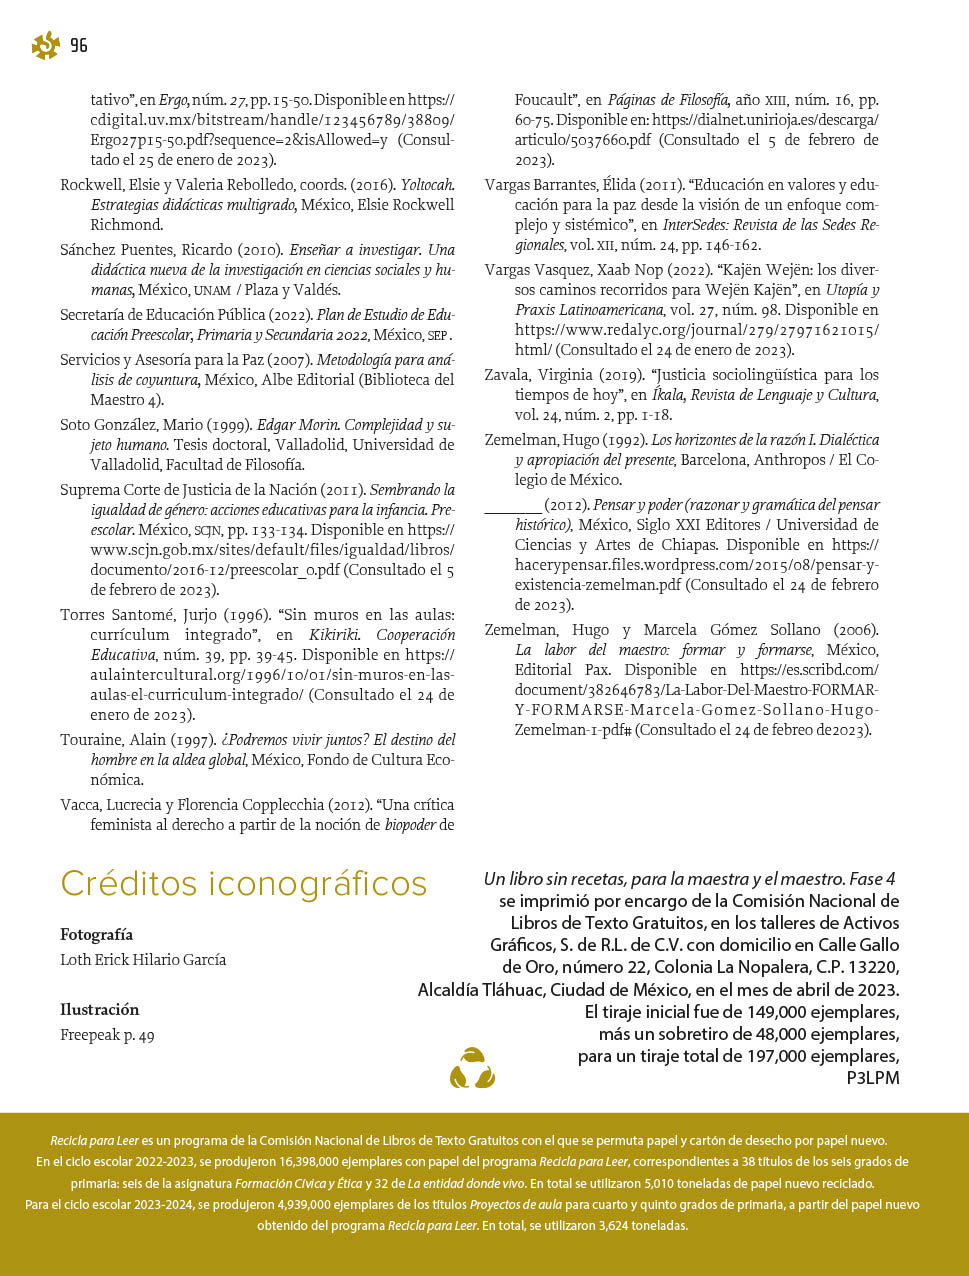 96
tativo”, en Ergo, núm. 27, pp. 15-50. Disponible en https://
cdigital.uv.mx/bitstream/handle/123456789/38809/
Ergo27p15-50.pdf?sequence=2&isAllowed=y (Consul-
tado el 25 de enero de 2023).
Rockwell, Elsie y Valeria Rebolledo, coords. (2016). Yoltocah.
Estrategias didácticas multigrado, México, Elsie Rockwell
Richmond.
Sánchez Puentes, Ricardo (2010). Enseñar a investigar. Una
didáctica nueva de la investigación en ciencias sociales y hu-
manas, México, UNAM / Plaza y Valdés.
Secretaría de Educación Pública (2022). Plan de Estudio de Edu-
cación Preescolar, Primaria y Secundaria 2022, México, SEP .
Servicios y Asesoría para la Paz (2007). Metodología para aná-
lisis de coyuntura, México, Albe Editorial (Biblioteca del
Maestro 4).
Soto González, Mario (1999). Edgar Morin. Complejidad y su-
jeto humano. Tesis doctoral, Valladolid, Universidad de
Valladolid, Facultad de Filosofía.
Suprema Corte de Justicia de la Nación (2011). Sembrando la
igualdad de género: acciones educativas para la infancia. Pre-
escolar. México, SCJN, pp. 133-134. Disponible en https://
www.scjn.gob.mx/sites/default/files/igualdad/libros/
documento/2016-12/preescolar_0.pdf (Consultado el 5
de febrero de 2023).
Torres Santomé, Jurjo (1996). “Sin muros en las aulas:
currículum integrado”, en Kikiriki. Cooperación
Educativa, núm. 39, pp. 39-45. Disponible en https://
aulaintercultural.org/1996/10/01/sin-muros-en-las-
aulas-el-curriculum-integrado/ (Consultado el 24 de
enero de 2023).
Touraine, Alain (1997). ¿Podremos vivir juntos? El destino del
hombre en la aldea global, México, Fondo de Cultura Eco-
nómica.
Vacca, Lucrecia y Florencia Copplecchia (2012). “Una crítica
feminista al derecho a partir de la noción de biopoder de
Foucault”, en Páginas de Filosofía, año XIII, núm. 16, pp.
60-75. Disponible en: https://dialnet.unirioja.es/descarga/
articulo/5037660.pdf (Consultado el 5 de febrero de
2023).
Vargas Barrantes, Élida (2011). “Educación en valores y edu-
cación para la paz desde la visión de un enfoque com-
plejo y sistémico”, en InterSedes: Revista de las Sedes Re-
gionales, vol. XII, núm. 24, pp. 146-162.
Vargas Vasquez, Xaab Nop (2022). “Kajën Wejën: los diver-
sos caminos recorridos para Wejën Kajën”, en Utopía y
Praxis Latinoamericana, vol. 27, núm. 98. Disponible en
https://www.redalyc.org/journal/279/27971621015/
html/ (Consultado el 24 de enero de 2023).
Zavala, Virginia (2019). “Justicia sociolingüística para los
tiempos de hoy”, en Íkala, Revista de Lenguaje y Cultura,
vol. 24, núm. 2, pp. 1-18.
Zemelman, Hugo (1992). Los horizontes de la razón I. Dialéctica
y apropiación del presente, Barcelona, Anthropos / El Co-
legio de México.
_______ (2012). Pensar y poder (razonar y gramática del pensar
histórico), México, Siglo XXI Editores / Universidad de
Ciencias y Artes de Chiapas. Disponible en https://
hacerypensar.files.wordpress.com/2015/08/pensar-y-
existencia-zemelman.pdf (Consultado el 24 de febrero
de 2023).
Zemelman, Hugo y Marcela Gómez Sollano (2006).
La labor del maestro: formar y formarse, México,
Editorial Pax. Disponible en https://es.scribd.com/
document/382646783/La-Labor-Del-Maestro-FORMAR-
Y-FORMARSE-Marcela-Gomez-Sollano-Hugo-
Zemelman-1-pdf# (Consultado el 24 de febreo de2023).
Créditos iconográficos
Fotografía
Loth Erick Hilario García
Ilustración
Freepeak p. 49
Un libro sin recetas, para la maestra y el maestro. Fase 4
se imprimió por encargo de la Comisión Nacional de
Libros de Texto Gratuitos, en los talleres de Activos
Gráficos, S. de R.L. de C.V. con domicilio en Calle Gallo
de Oro, número 22, Colonia La Nopalera, C.P. 13220,
Alcaldía Tláhuac, Ciudad de México, en el mes de abril de 2023.
El tiraje inicial fue de 149,000 ejemplares,
más un sobretiro de 48,000 ejemplares,
para un tiraje total de 197,000 ejemplares,
P3LPM
Recicla para Leer es un programa de la Comisión Nacional de Libros de Texto Gratuitos con el que se permuta papel y cartón de desecho por papel nuevo.
En el ciclo escolar 2022-2023, se produjeron 16,398,000 ejemplares con papel del programa Recicla para Leer, correspondientes a 38 títulos de los seis grados de
primaria: seis de la asignatura Formación Cívica y Ética y 32 de La entidad donde vivo. En total se utilizaron 5,010 toneladas de papel nuevo reciclado.
Para el ciclo escolar 2023-2024, se produjeron 4,939,000 ejemplares de los títulos Proyectos de aula para cuarto y quinto grados de primaria, a partir del papel nuevo
obtenido del programa Recicla para Leer. En total, se utilizaron 3,624 toneladas.